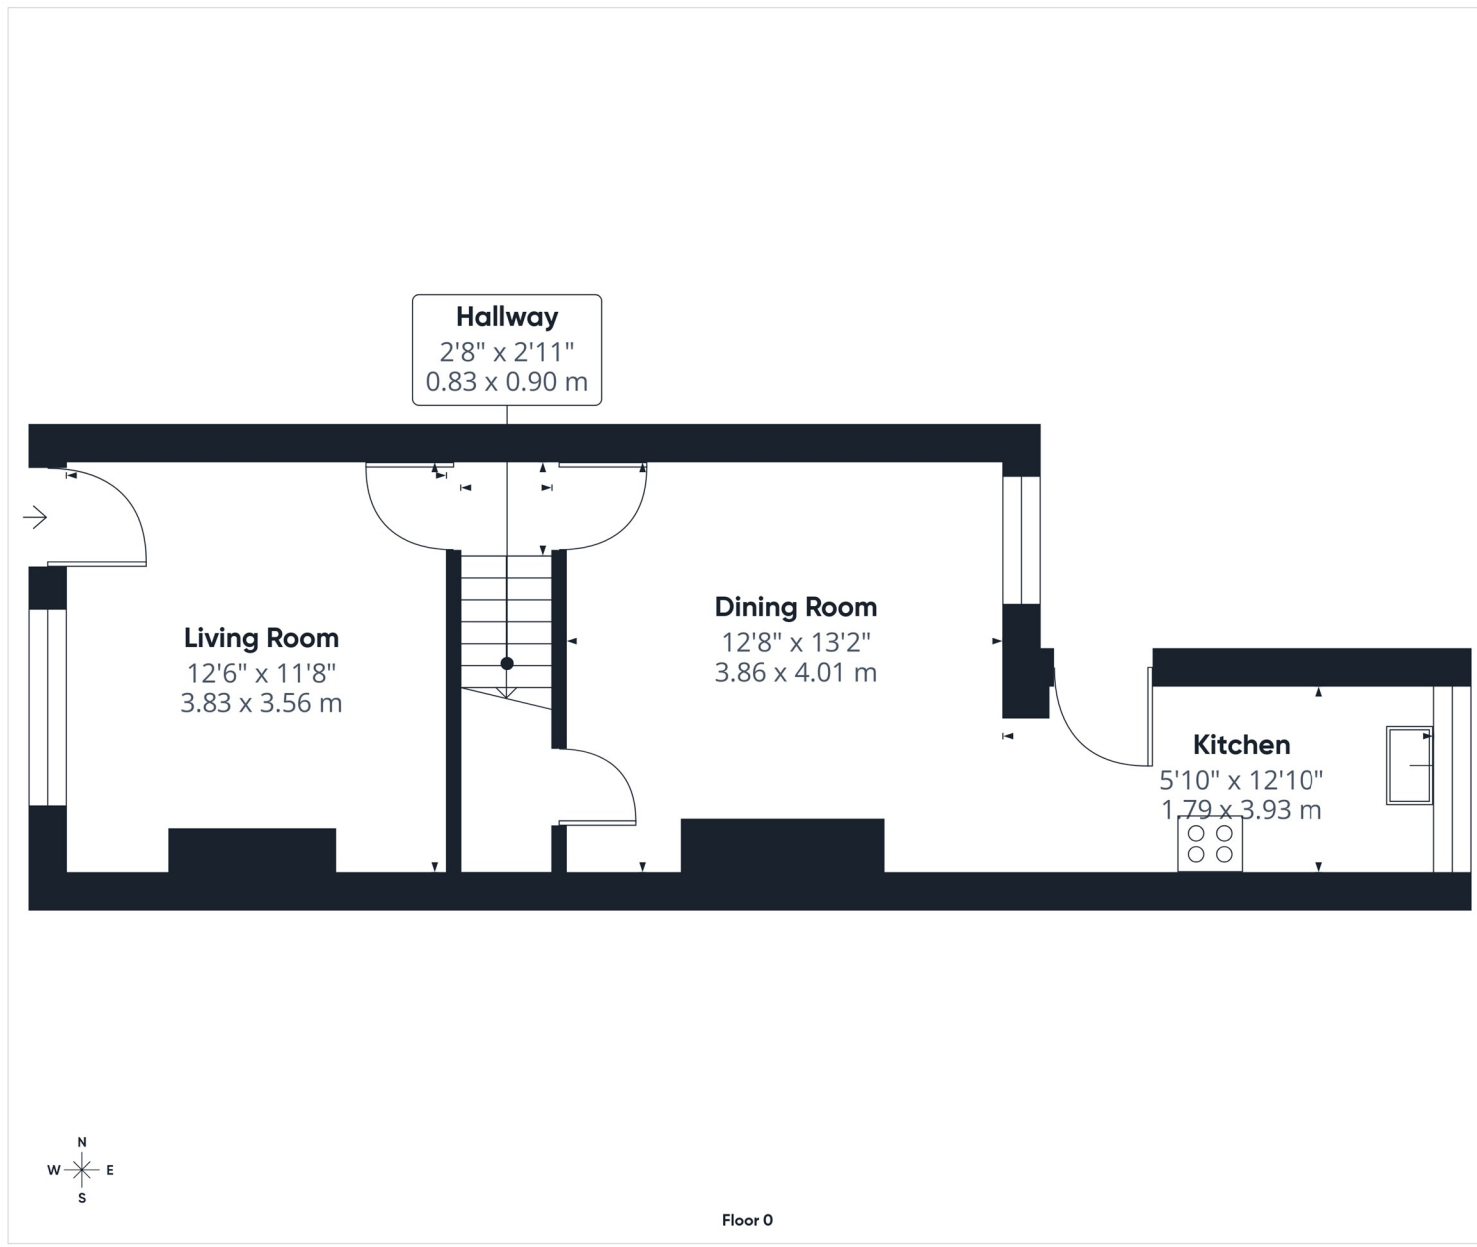 Hallway
2'8" x 2'11"
0.83 x 0.90 m
Living Room
12'6" x 11'8"
3.83 x 3.56 m
Dining Room
12'8" x 13'2"
3.86 x 4.01 m
Kitchen
5'10" x 12'10"
1.79 x 3.93 m
N
W E
S
Floor 0